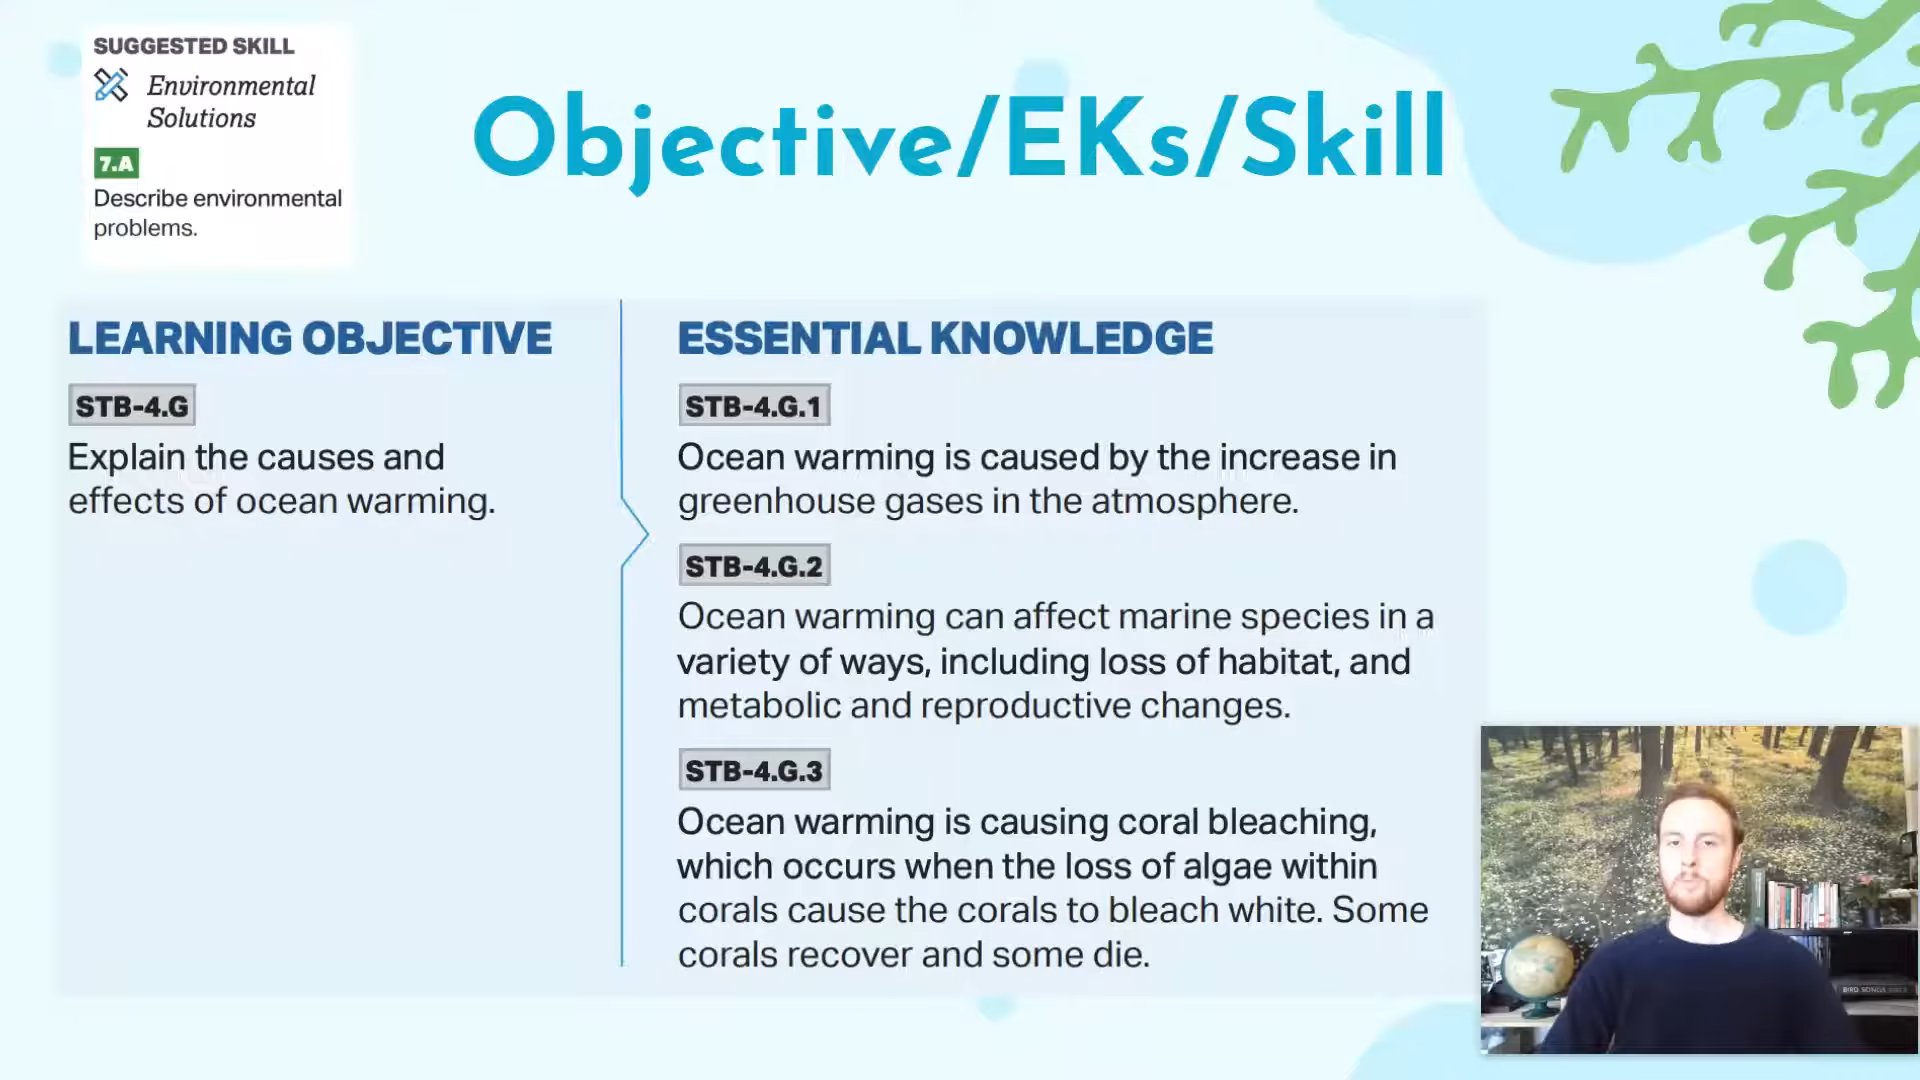 SUGGESTED SKILL
Environmental
Solutions
7.A
Describe environmental
problems.
Objective/EKs/Skill
LEARNING OBJECTIVE
STB-4.G
Explain the causes and
effects of ocean warming.
ESSENTIAL KNOWLEDGE
STB-4.G.1
Ocean warming is caused by the increase in
greenhouse gases in the atmosphere.
STB-4.G.2
Ocean warming can affect marine species in a
variety of ways, including loss of habitat, and
metabolic and reproductive changes.
STB-4.G.3
Ocean warming is causing coral bleaching,
which occurs when the loss of algae within
corals cause the corals to bleach white. Some
corals recover and some die.
BIRD SONGS